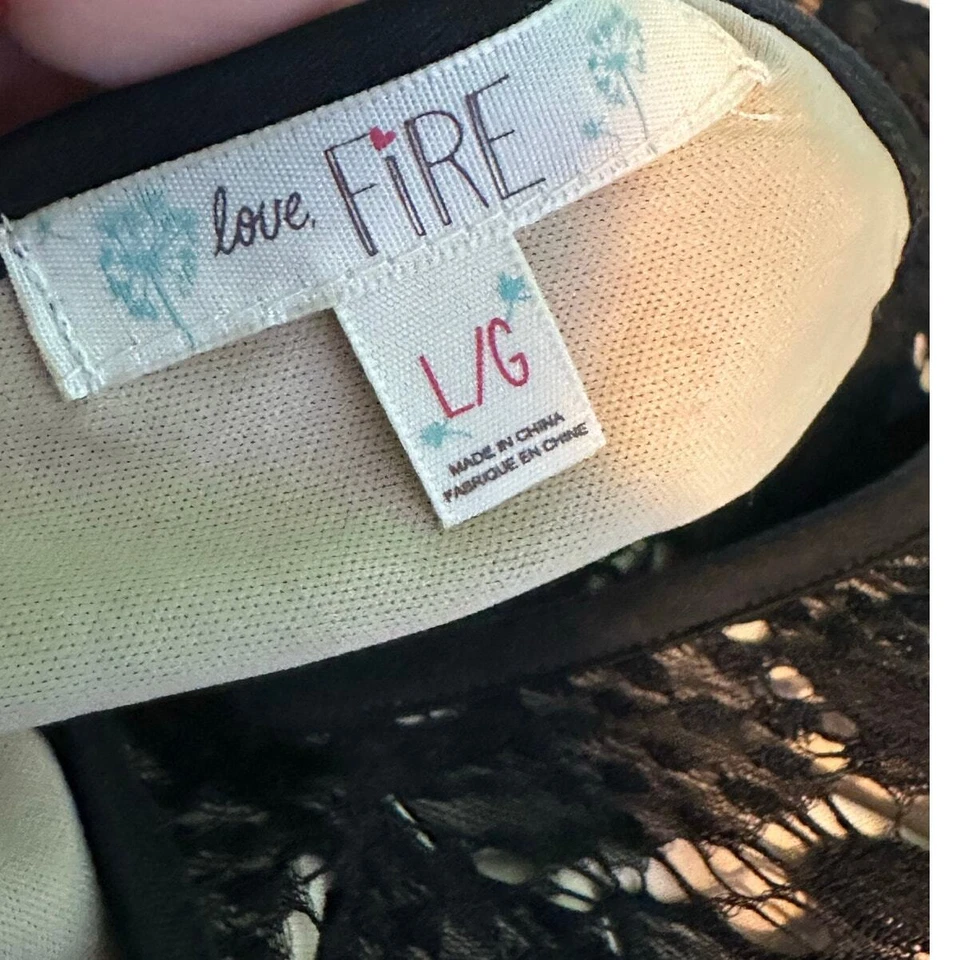 love, FiRE
L/G
MADE IN CHINA
FABRIQUE EN CHINE